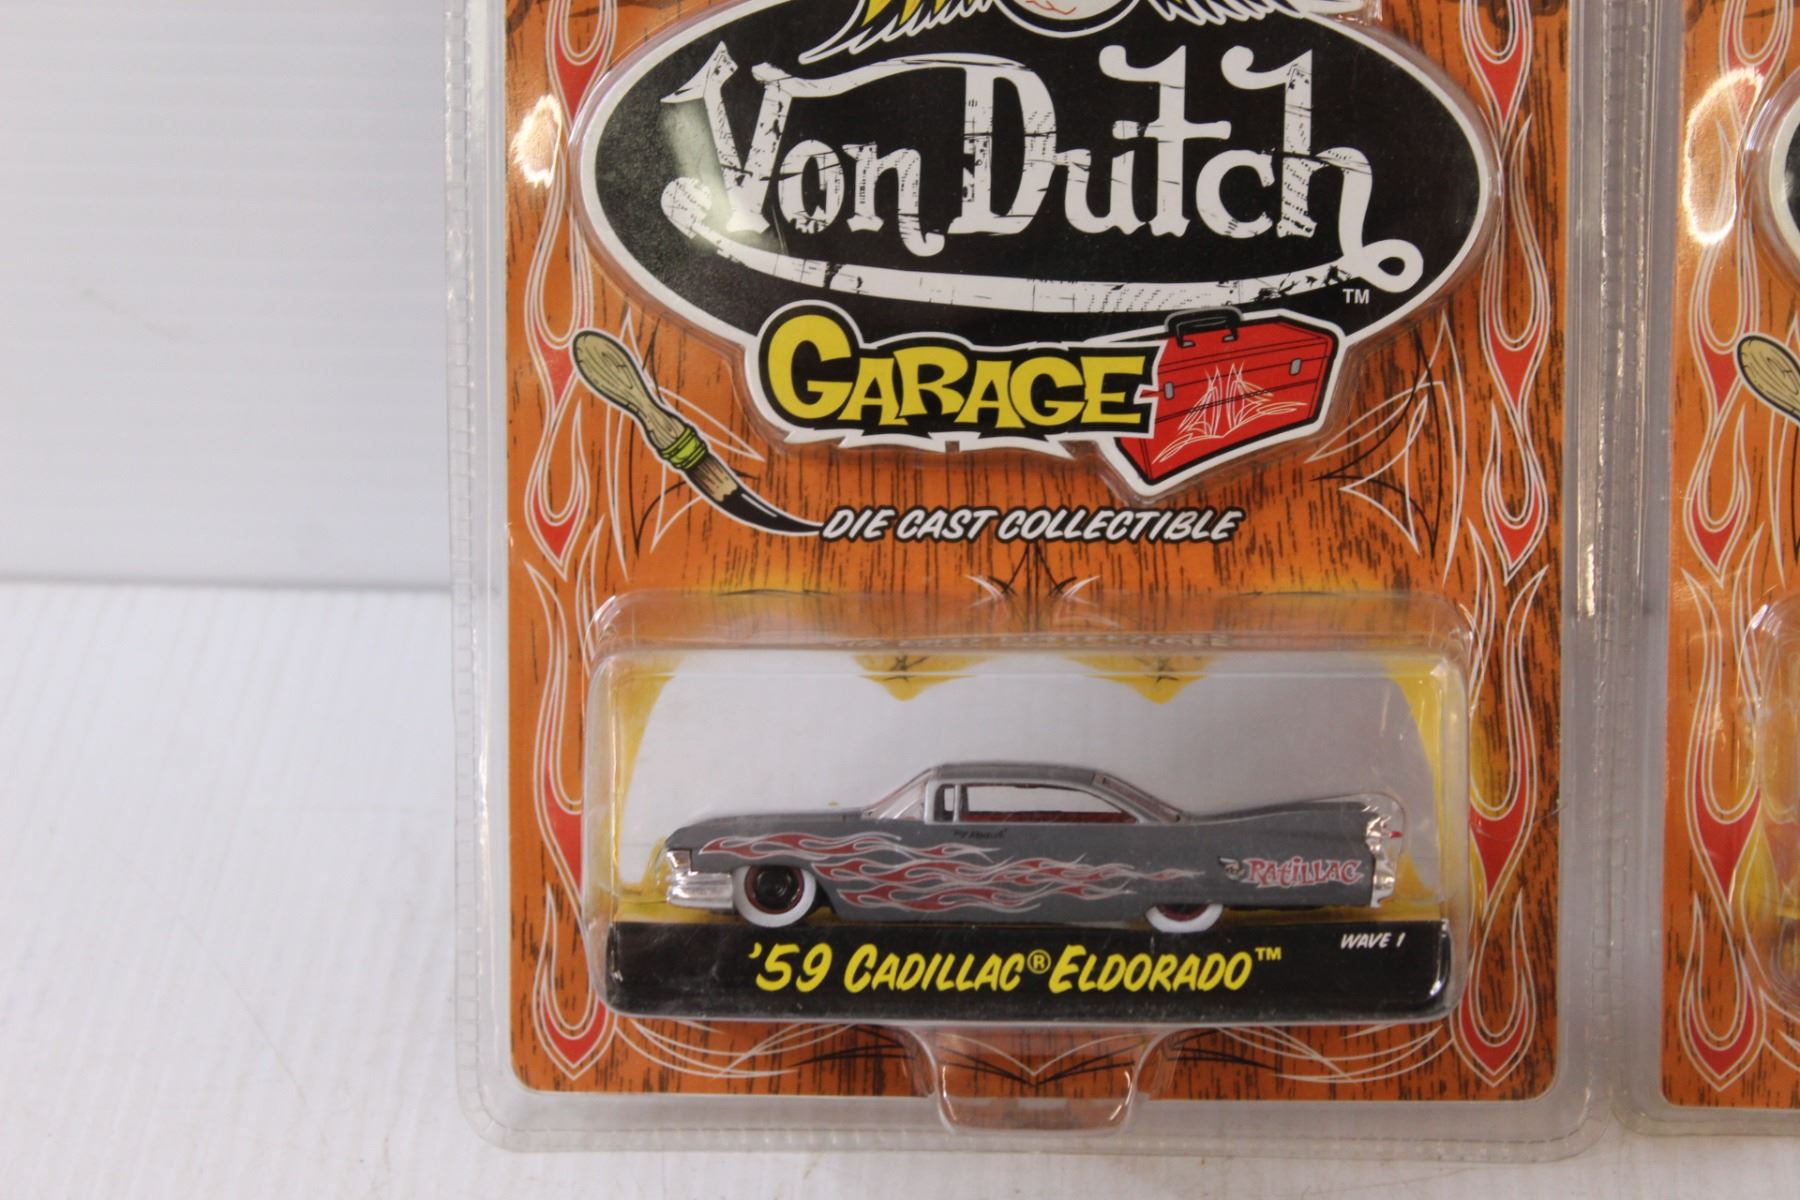 Von Dutch
TM
GARAGE
DIE CAST COLLECTIBLE
RATILLAC
WAVE 1
'59 CADILLAC® ELDORADO™